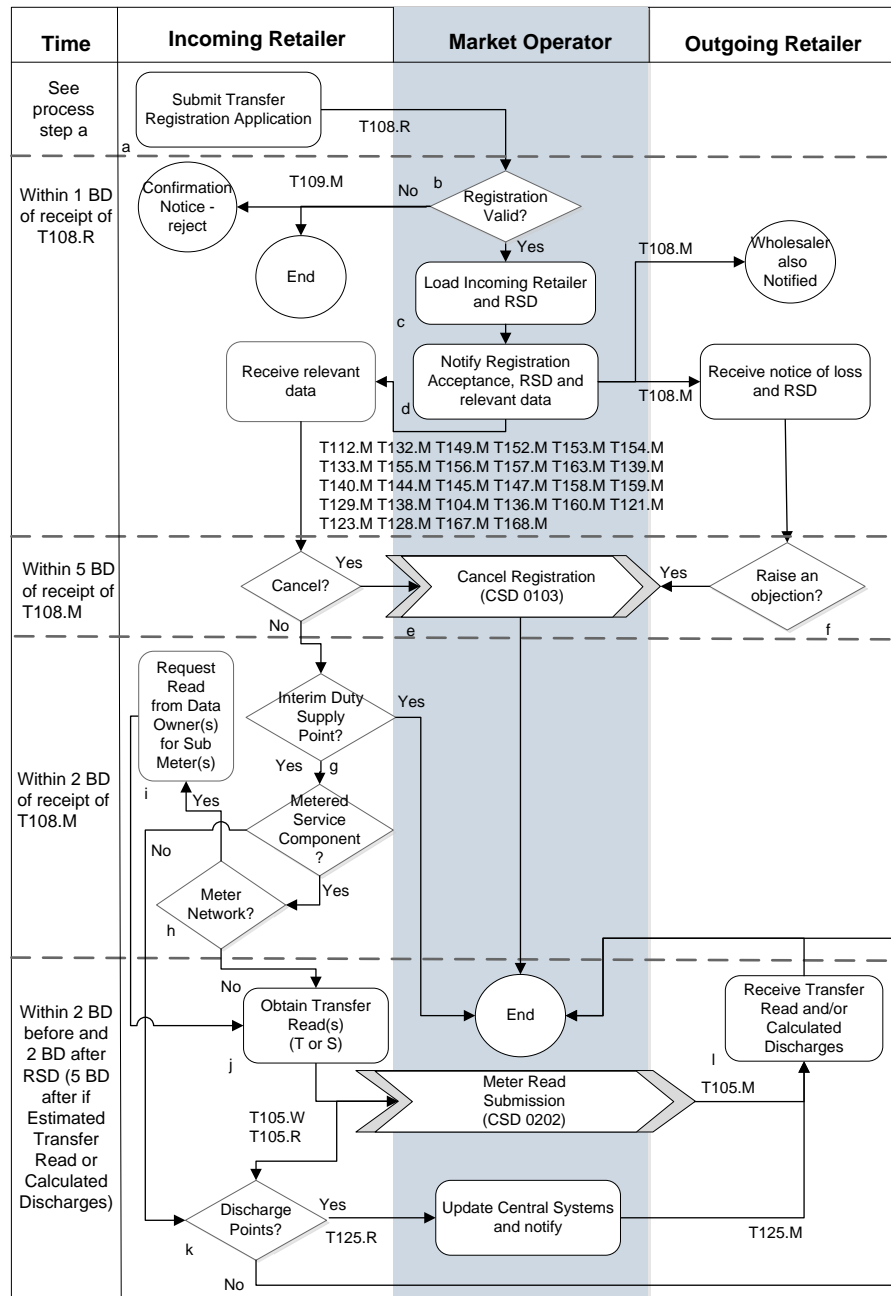 Time
Incoming Retailer
Market Operator
Outgoing Retailer
See
process
step a
Submit Transfer
Registration Application
a
T108.R
Within 1 BD
of receipt of
T108.R
Confirmation
Notice -
reject
T109.M
No
b
Registration
Valid?
End
Yes
T108.M
Wholesaler
also
Notified
Load Incoming Retailer
and RSD
c
Receive relevant
data
Notify Registration
Acceptance, RSD and
relevant data
d
Receive notice of loss
and RSD
T108.M
T112.M T132.M T149.M T152.M T153.M T154.M
T133.M T155.M T156.M T157.M T163.M T139.M
T140.M T144.M T145.M T147.M T158.M T159.M
T129.M T138.M T104.M T136.M T160.M T121.M
T123.M T128.M T167.M T168.M
Within 5 BD
of receipt of
T108.M
Cancel?
Yes
Cancel Registration
(CSD 0103)
Yes
Raise an
objection?
No
e
f
Within 2 BD
of receipt of
T108.M
Request
Read
from Data
Owner(s)
for Sub
Meter(s)
Interim Duty
Supply
Point?
Yes
Yes
g
i
Yes
Metered
Service
Component
?
No
Yes
Meter
Network?
h
No
Within 2 BD
before and
2 BD after
RSD (5 BD
after if
Estimated
Transfer
Read or
Calculated
Discharges)
Obtain Transfer
Read(s)
(T or S)
j
End
Receive Transfer
Read and/or
Calculated
Discharges
l
Meter Read
Submission
(CSD 0202)
T105.M
T105.W
T105.R
Discharge
Points?
k
Yes
T125.R
Update Central Systems
and notify
T125.M
No